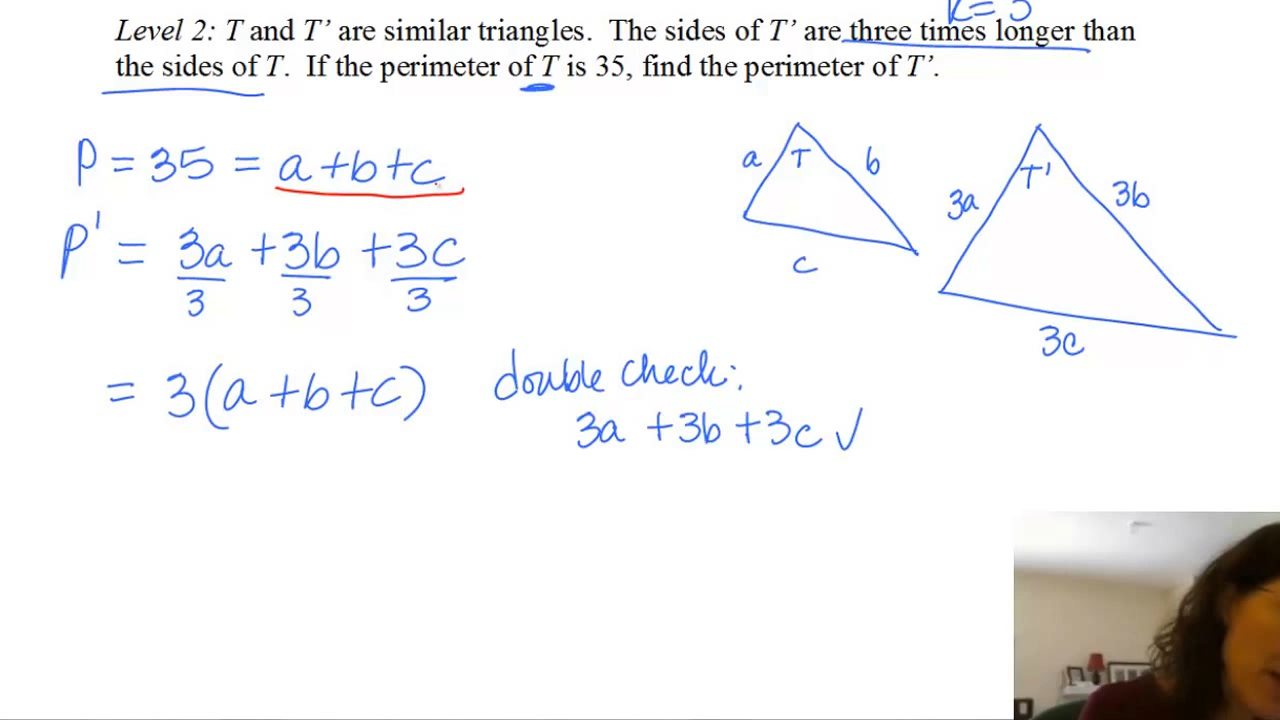 k = 3
Level 2: T and T’ are similar triangles. The sides of T’ are three times longer than
the sides of T. If the perimeter of T is 35, find the perimeter of T’.
P = 35 = a+b+c
P' = 3a +3b +3c
3 3 3
= 3(a+b+c)
double check:
3a +3b +3c ✓
a T b
c
3a T' 3b
3c